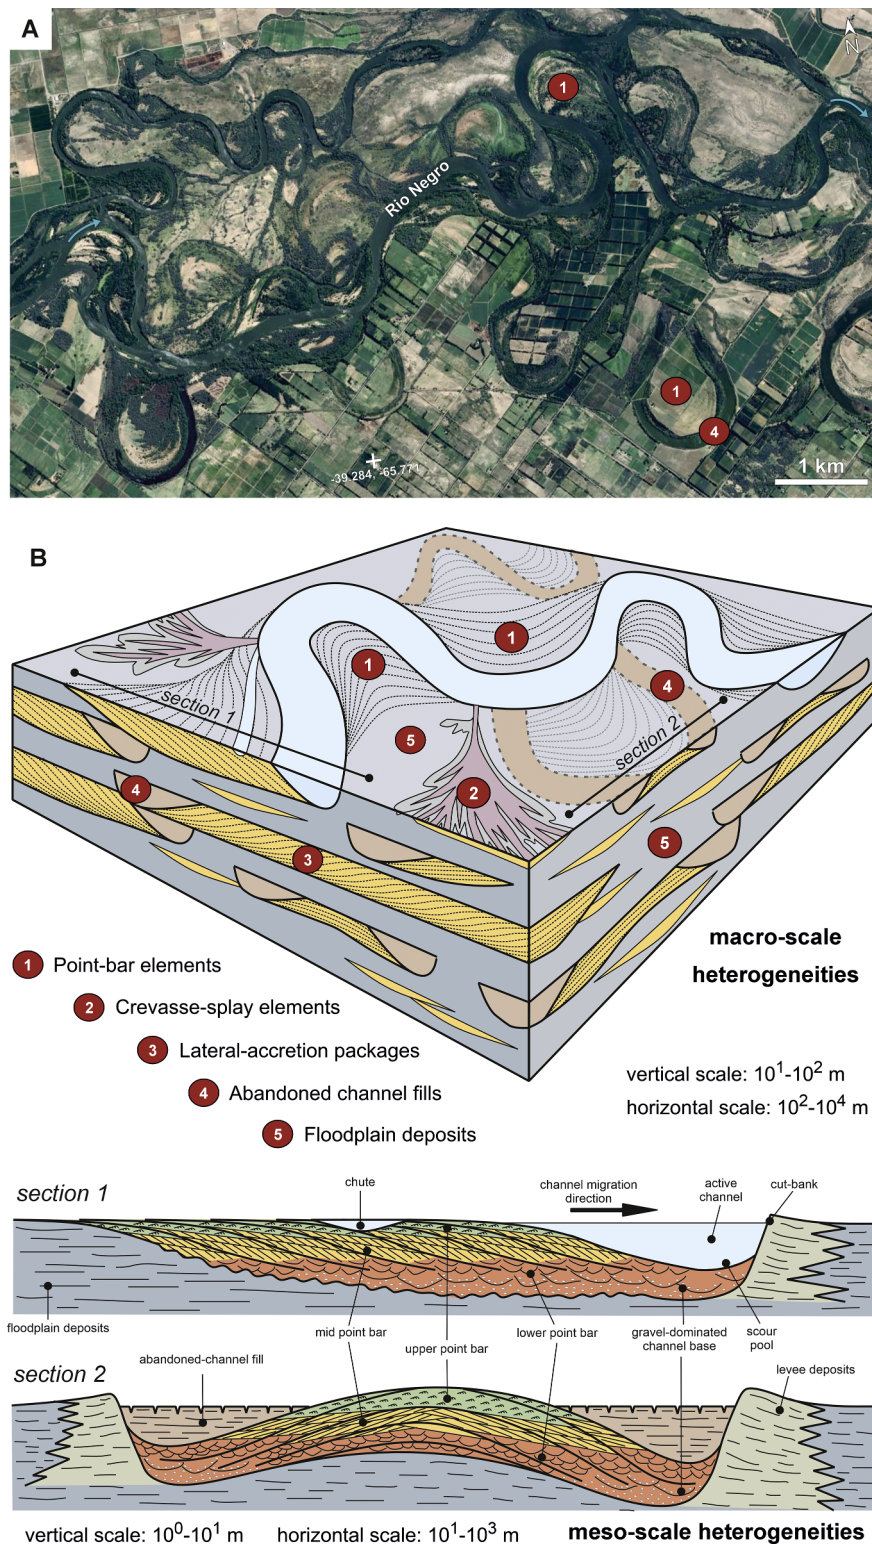 A
N
1
Rio Negro
1
4
-39.284, -65.771
1 km
B
1
1
4
section 1
5
section 2
2
4
5
3
macro-scale
heterogeneities
1 Point-bar elements
2 Crevasse-splay elements
3 Lateral-accretion packages
4 Abandoned channel fills
5 Floodplain deposits
vertical scale: 10¹-10² m
horizontal scale: 10²-10⁴ m
section 1
chute
channel migration
direction
active
channel
cut-bank
floodplain deposits
mid point bar
upper point bar
lower point bar
gravel-dominated
channel base
scour
pool
section 2
abandoned-channel fill
levee deposits
vertical scale: 10⁰-10¹ m
horizontal scale: 10¹-10³ m
meso-scale heterogeneities